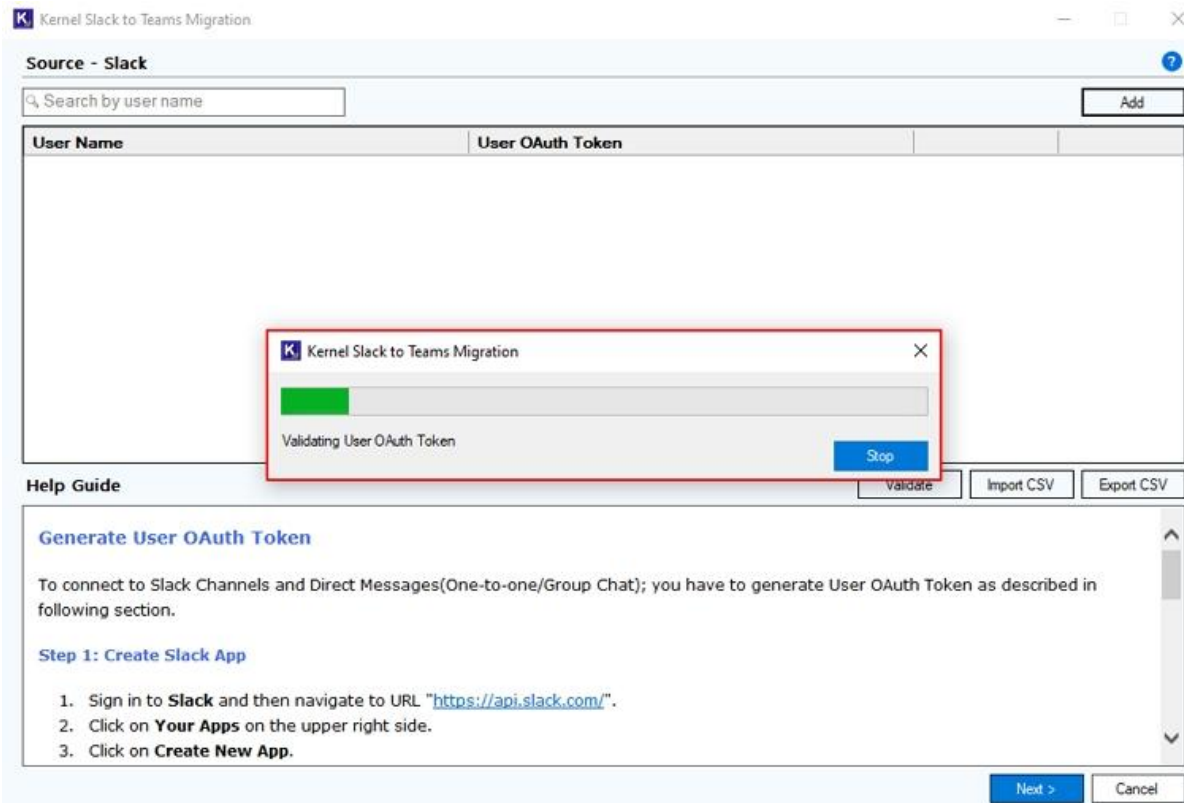 Kernel Slack to Teams Migration
Source - Slack
Search by user name
Add
User Name User OAuth Token
Kernel Slack to Teams Migration
Validating User OAuth Token
Stop
Help Guide
Validate Import CSV Export CSV
Generate User OAuth Token
To connect to Slack Channels and Direct Messages(One-to-one/Group Chat); you have to generate User OAuth Token as described in
following section.
Step 1: Create Slack App
1. Sign in to Slack and then navigate to URL "https://api.slack.com/".
2. Click on Your Apps on the upper right side.
3. Click on Create New App.
Next > Cancel